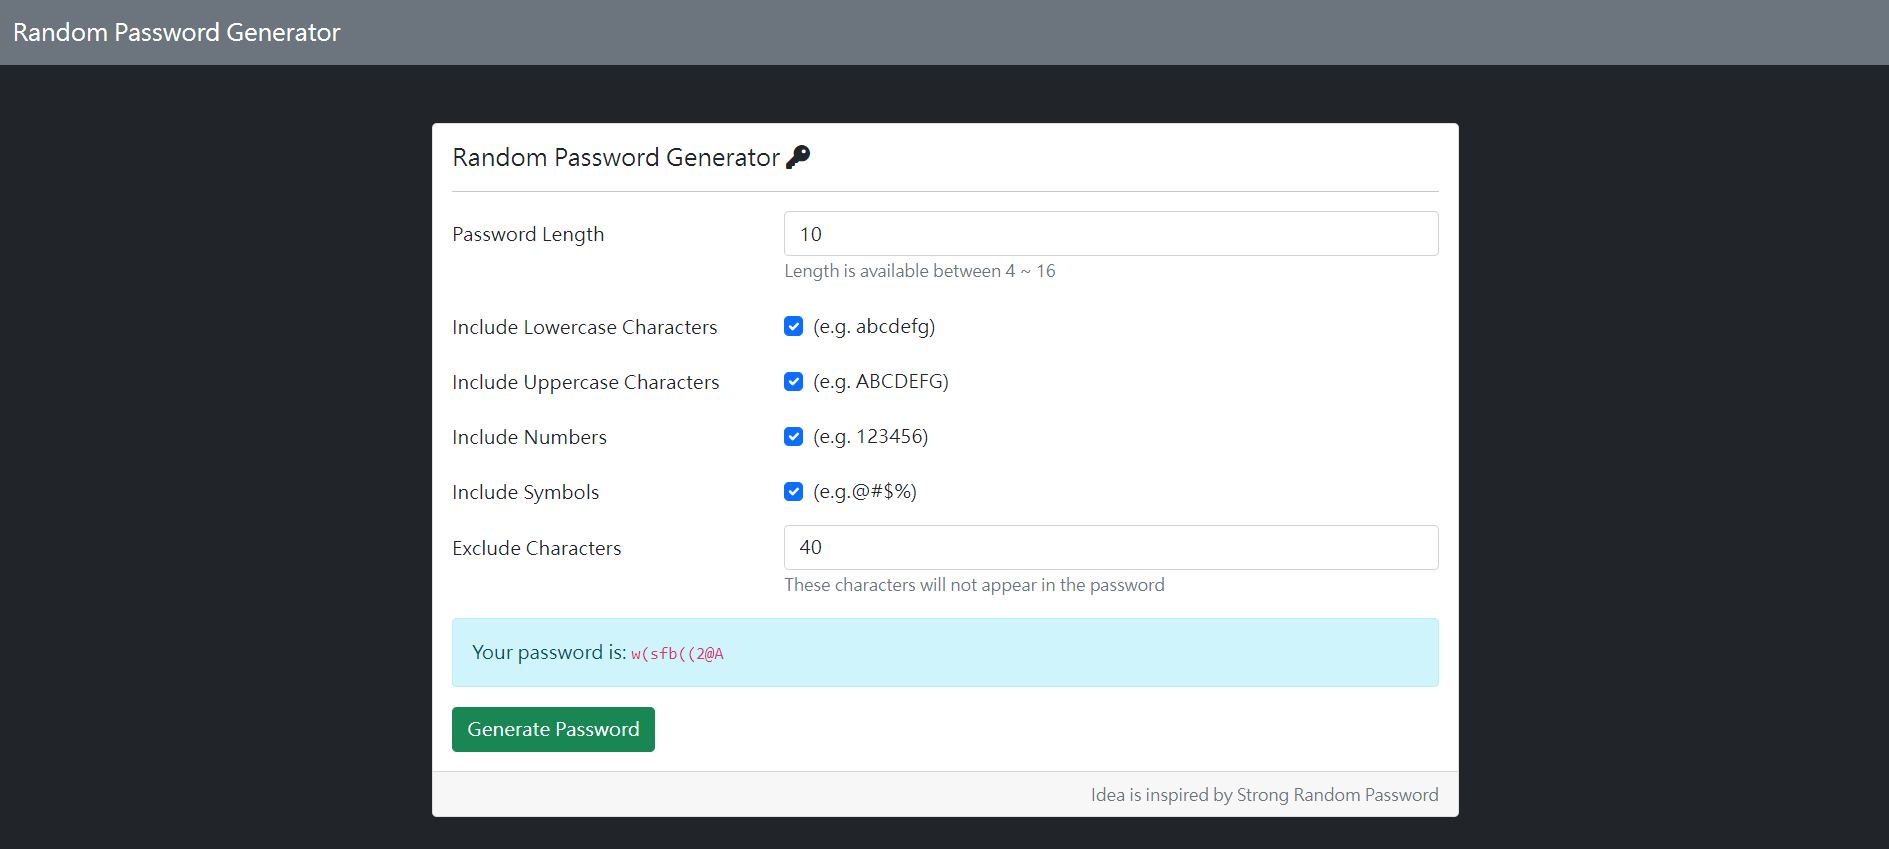 Random Password Generator
Random Password Generator
Password Length
10
Length is available between 4 ~ 16
Include Lowercase Characters
(e.g. abcdefg)
Include Uppercase Characters
(e.g. ABCDEFG)
Include Numbers
(e.g. 123456)
Include Symbols
(e.g.@#$%)
Exclude Characters
40
These characters will not appear in the password
Your password is: w(sfb((2@A
Generate Password
Idea is inspired by Strong Random Password